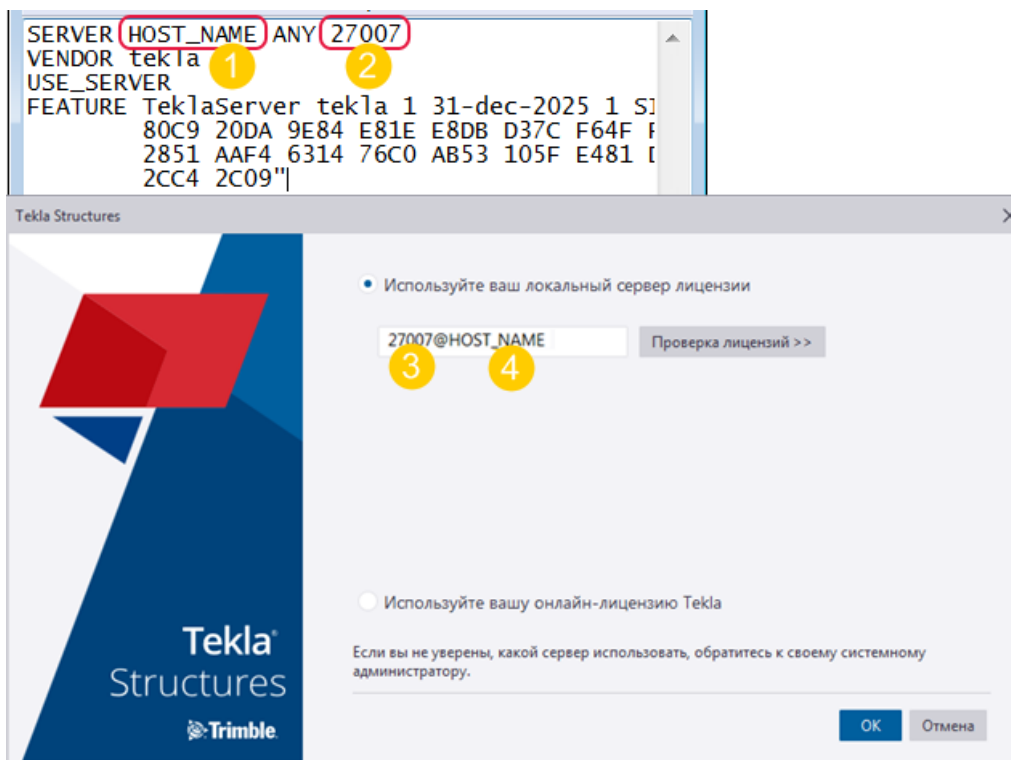 SERVER HOST_NAME ANY 27007
VENDOR tekla
1 2
USE_SERVER
FEATURE TeklaServer tekla 1 31-dec-2025 1 SI
80C9 20DA 9E84 E81E E8DB D37C F64F
2851 AAF4 6314 76C0 AB53 105F E481
2CC4 2C09"
Tekla Structures
Используйте ваш локальный сервер лицензии
27007@HOST_NAME
Проверка лицензий >>
3 4
Используйте вашу онлайн-лицензию Tekla
Если вы не уверены, какой сервер использовать, обратитесь к своему системному
администратору.
Tekla®
Structures
Trimble.
OK Отмена